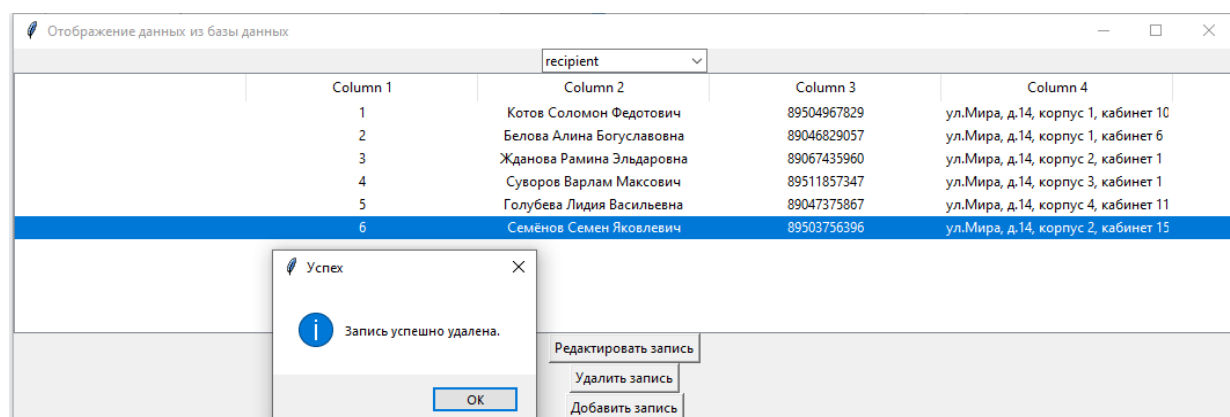 Отображение данных из базы данных
recipient
Column 1 Column 2 Column 3 Column 4
1 Котов Соломон Федотович 89504967829 ул.Мира, д.14, корпус 1, кабинет 10
2 Белова Алина Богуславовна 89046829057 ул.Мира, д.14, корпус 1, кабинет 6
3 Жданова Рамина Эльдаровна 89067435960 ул.Мира, д.14, корпус 2, кабинет 1
4 Суворов Варлам Максович 89511857347 ул.Мира, д.14, корпус 3, кабинет 1
5 Голубева Лидия Васильевна 89047375867 ул.Мира, д.14, корпус 4, кабинет 11
6 Семёнов Семен Яковлевич 89503756396 ул.Мира, д.14, корпус 2, кабинет 15
Успех
Запись успешно удалена.
OK
Редактировать запись
Удалить запись
Добавить запись